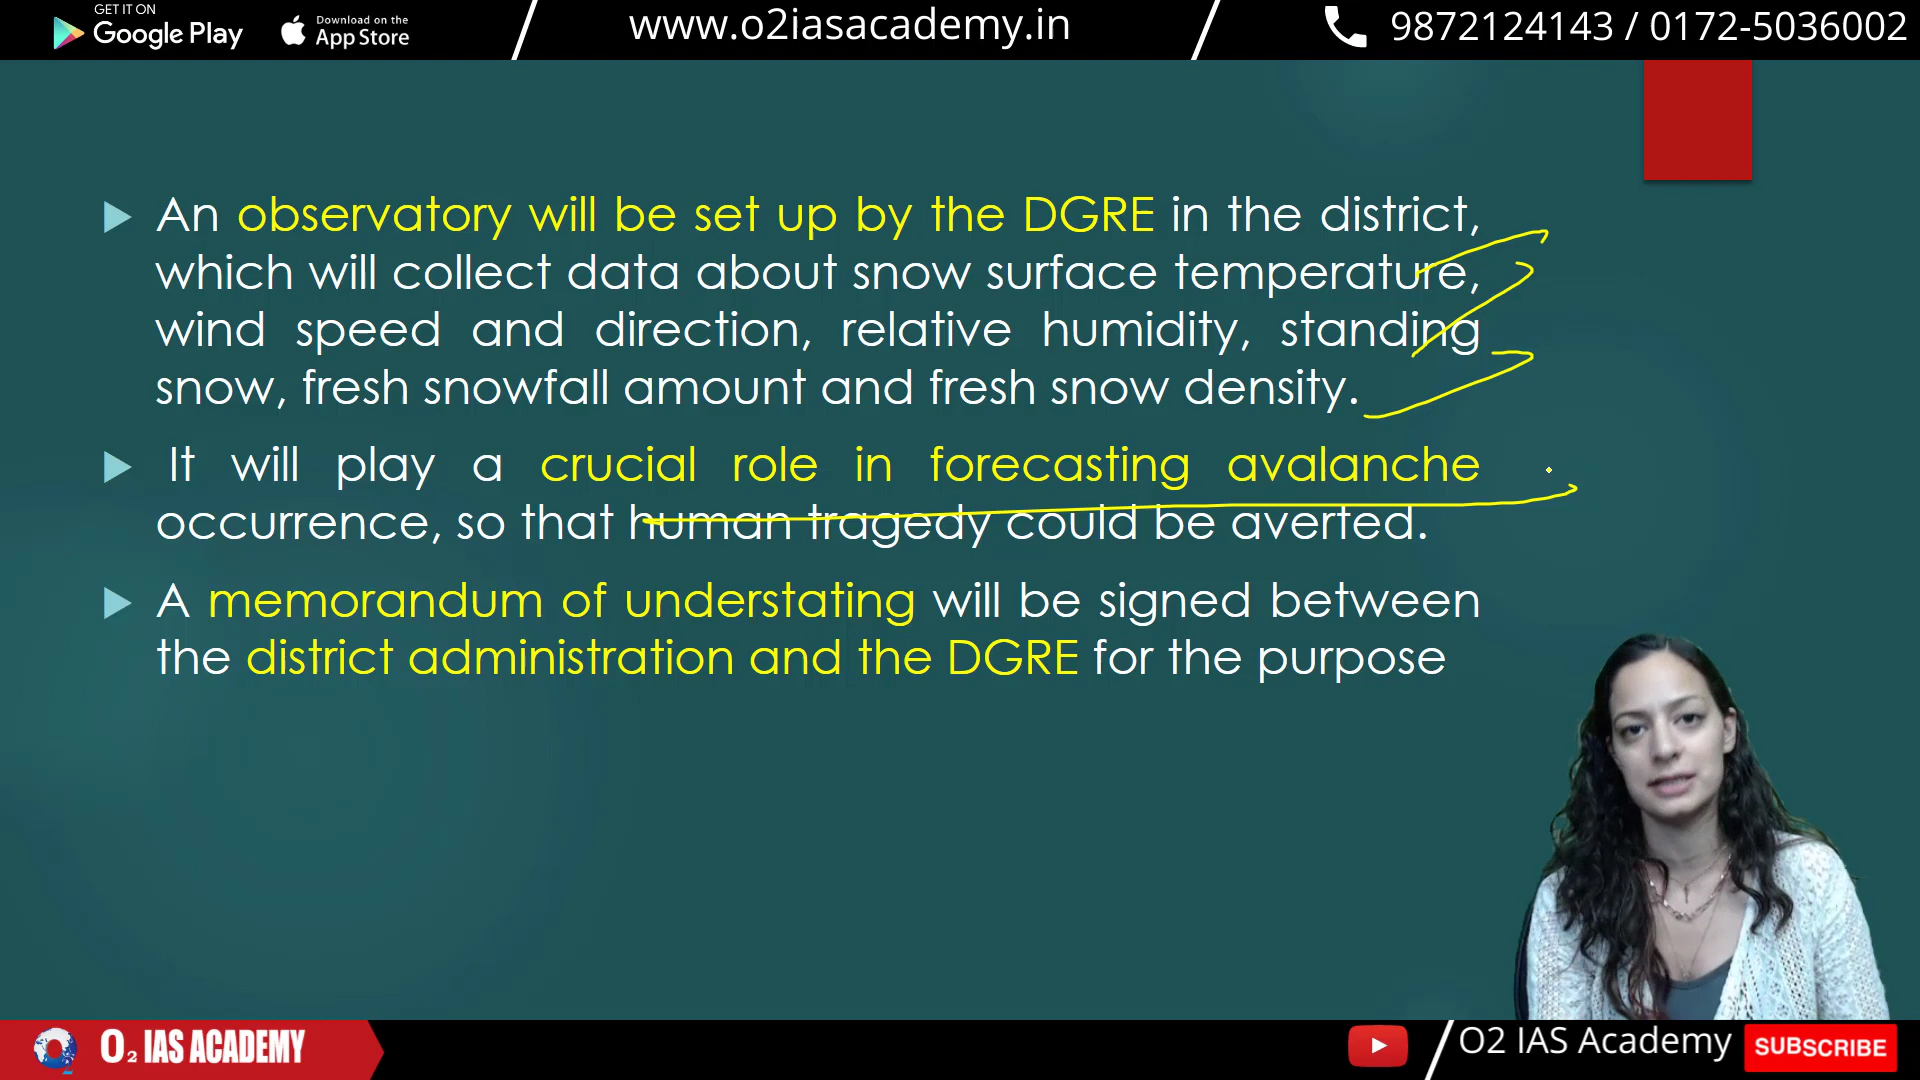 GET IT ON
Google Play
Download on the
App Store
www.o2iasacademy.in
9872124143 / 0172-5036002
An observatory will be set up by the DGRE in the district,
which will collect data about snow surface temperature,
wind speed and direction, relative humidity, standing
snow, fresh snowfall amount and fresh snow density.
It will play a crucial role in forecasting avalanche
occurrence, so that human tragedy could be averted.
A memorandum of understating will be signed between
the district administration and the DGRE for the purpose
O2 IAS ACADEMY
O2 IAS Academy
SUBSCRIBE